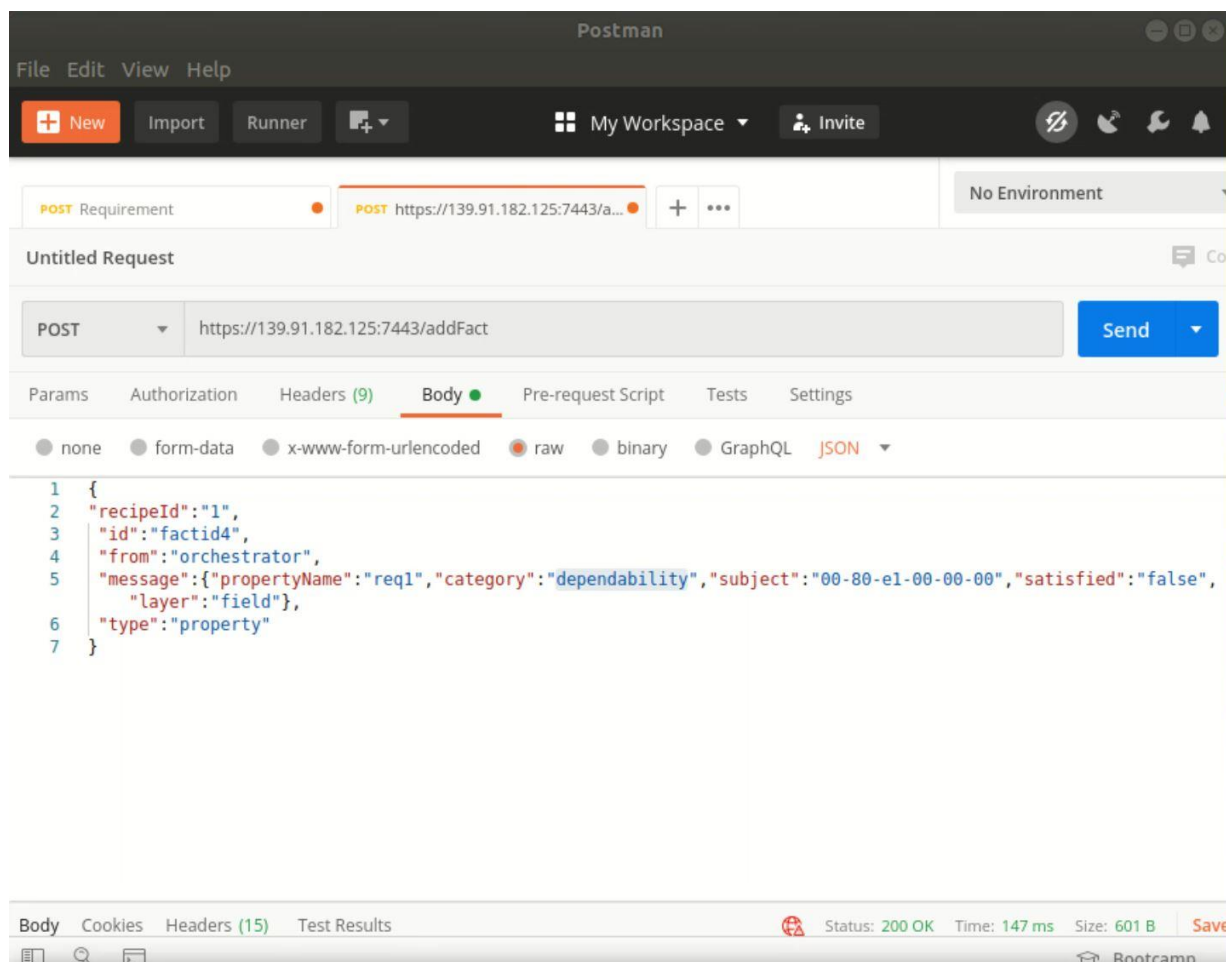 Postman
File Edit View Help
New Import Runner My Workspace Invite
No Environment
POST Requirement POST https://139.91.182.125:7443/a... + •••
Untitled Request Co
POST https://139.91.182.125:7443/addFact Send
Params Authorization Headers (9) Body Pre-request Script Tests Settings
none form-data x-www-form-urlencoded raw binary GraphQL JSON
1 {
2 "recipeId":"1",
3 "id":"factid4",
4 "from":"orchestrator",
5 "message":{"propertyName":"req1","category":"dependability","subject":"00-80-e1-00-00-00","satisfied":"false",
"layer":"field"},
6 "type":"property"
7 }
Body Cookies Headers (15) Test Results Status: 200 OK Time: 147 ms Size: 601 B Save
Bootcamp